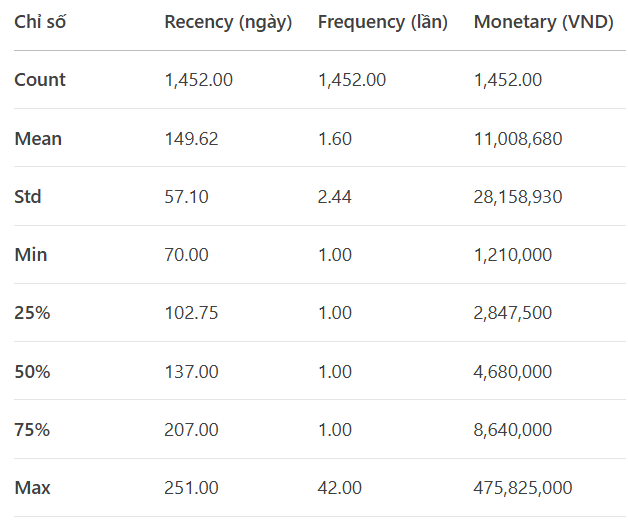 Chỉ số Recency (ngày) Frequency (lần) Monetary (VND)
Count 1,452.00 1,452.00 1,452.00
Mean 149.62 1.60 11,008,680
Std 57.10 2.44 28,158,930
Min 70.00 1.00 1,210,000
25% 102.75 1.00 2,847,500
50% 137.00 1.00 4,680,000
75% 207.00 1.00 8,640,000
Max 251.00 42.00 475,825,000